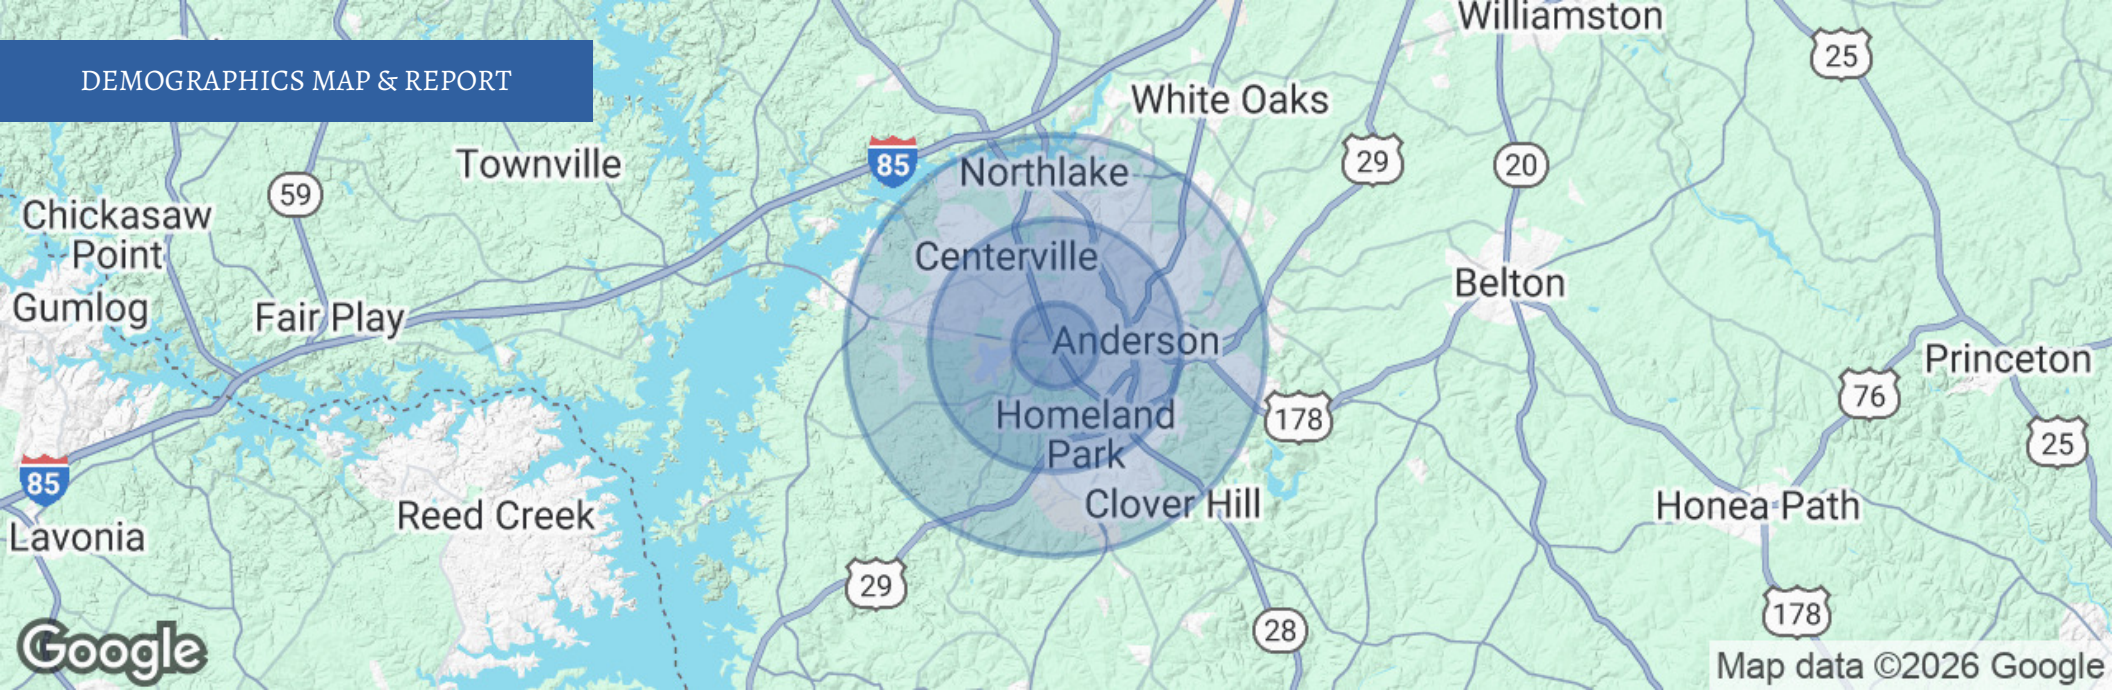 Williamston
25
DEMOGRAPHICS MAP & REPORT
White Oaks
85
Northlake
29
20
Townville
59
Chickasaw
Point
Centerville
Belton
Gumlog
Fair Play
Anderson
Princeton
76
178
Homeland
Park
25
85
Reed Creek
Clover Hill
Honea Path
Lavonia
29
28
178
Google
Map data ©2026 Google